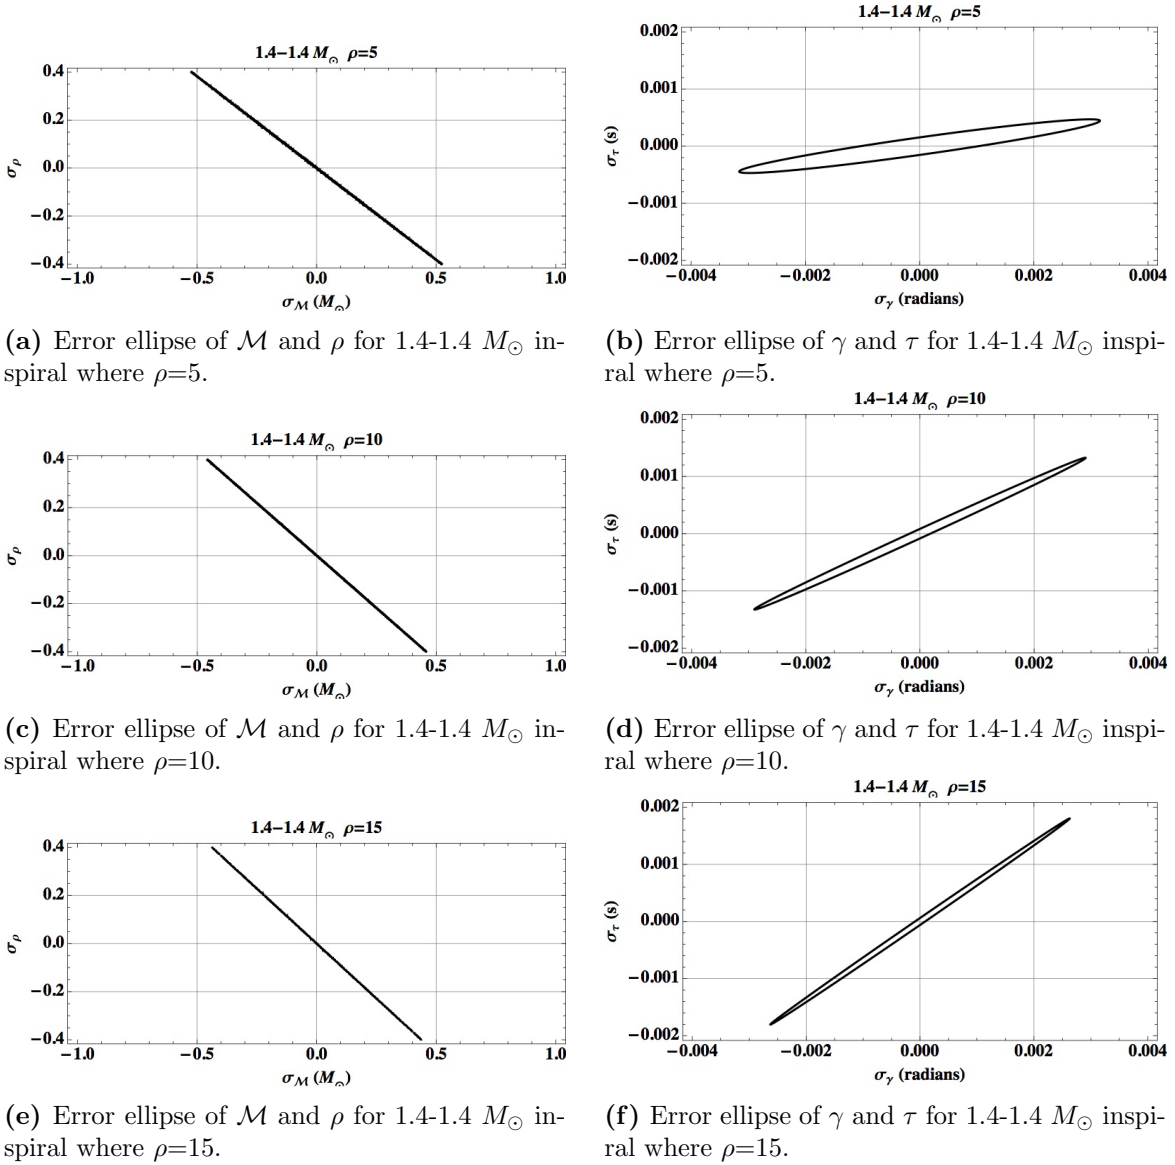 1.4−1.4 M⊙ ρ=5
0.4
0.2
0.0
−0.2
−0.4
σρ
−1.0 −0.5 0.0 0.5 1.0
σℳ (M⊙)
(a) Error ellipse of ℳ and ρ for 1.4-1.4 M⊙ in-
spiral where ρ=5.
1.4−1.4 M⊙ ρ=5
0.002
0.001
0.000
−0.001
−0.002
στ (s)
−0.004 −0.002 0.000 0.002 0.004
σγ (radians)
(b) Error ellipse of γ and τ for 1.4-1.4 M⊙ inspi-
ral where ρ=5.
1.4−1.4 M⊙ ρ=10
0.4
0.2
0.0
−0.2
−0.4
σρ
−1.0 −0.5 0.0 0.5 1.0
σℳ (M⊙)
(c) Error ellipse of ℳ and ρ for 1.4-1.4 M⊙ in-
spiral where ρ=10.
1.4−1.4 M⊙ ρ=10
0.002
0.001
0.000
−0.001
−0.002
στ (s)
−0.004 −0.002 0.000 0.002 0.004
σγ (radians)
(d) Error ellipse of γ and τ for 1.4-1.4 M⊙ inspi-
ral where ρ=10.
1.4−1.4 M⊙ ρ=15
0.4
0.2
0.0
−0.2
−0.4
σρ
−1.0 −0.5 0.0 0.5 1.0
σℳ (M⊙)
(e) Error ellipse of ℳ and ρ for 1.4-1.4 M⊙ in-
spiral where ρ=15.
1.4−1.4 M⊙ ρ=15
0.002
0.001
0.000
−0.001
−0.002
στ (s)
−0.004 −0.002 0.000 0.002 0.004
σγ (radians)
(f) Error ellipse of γ and τ for 1.4-1.4 M⊙ inspi-
ral where ρ=15.